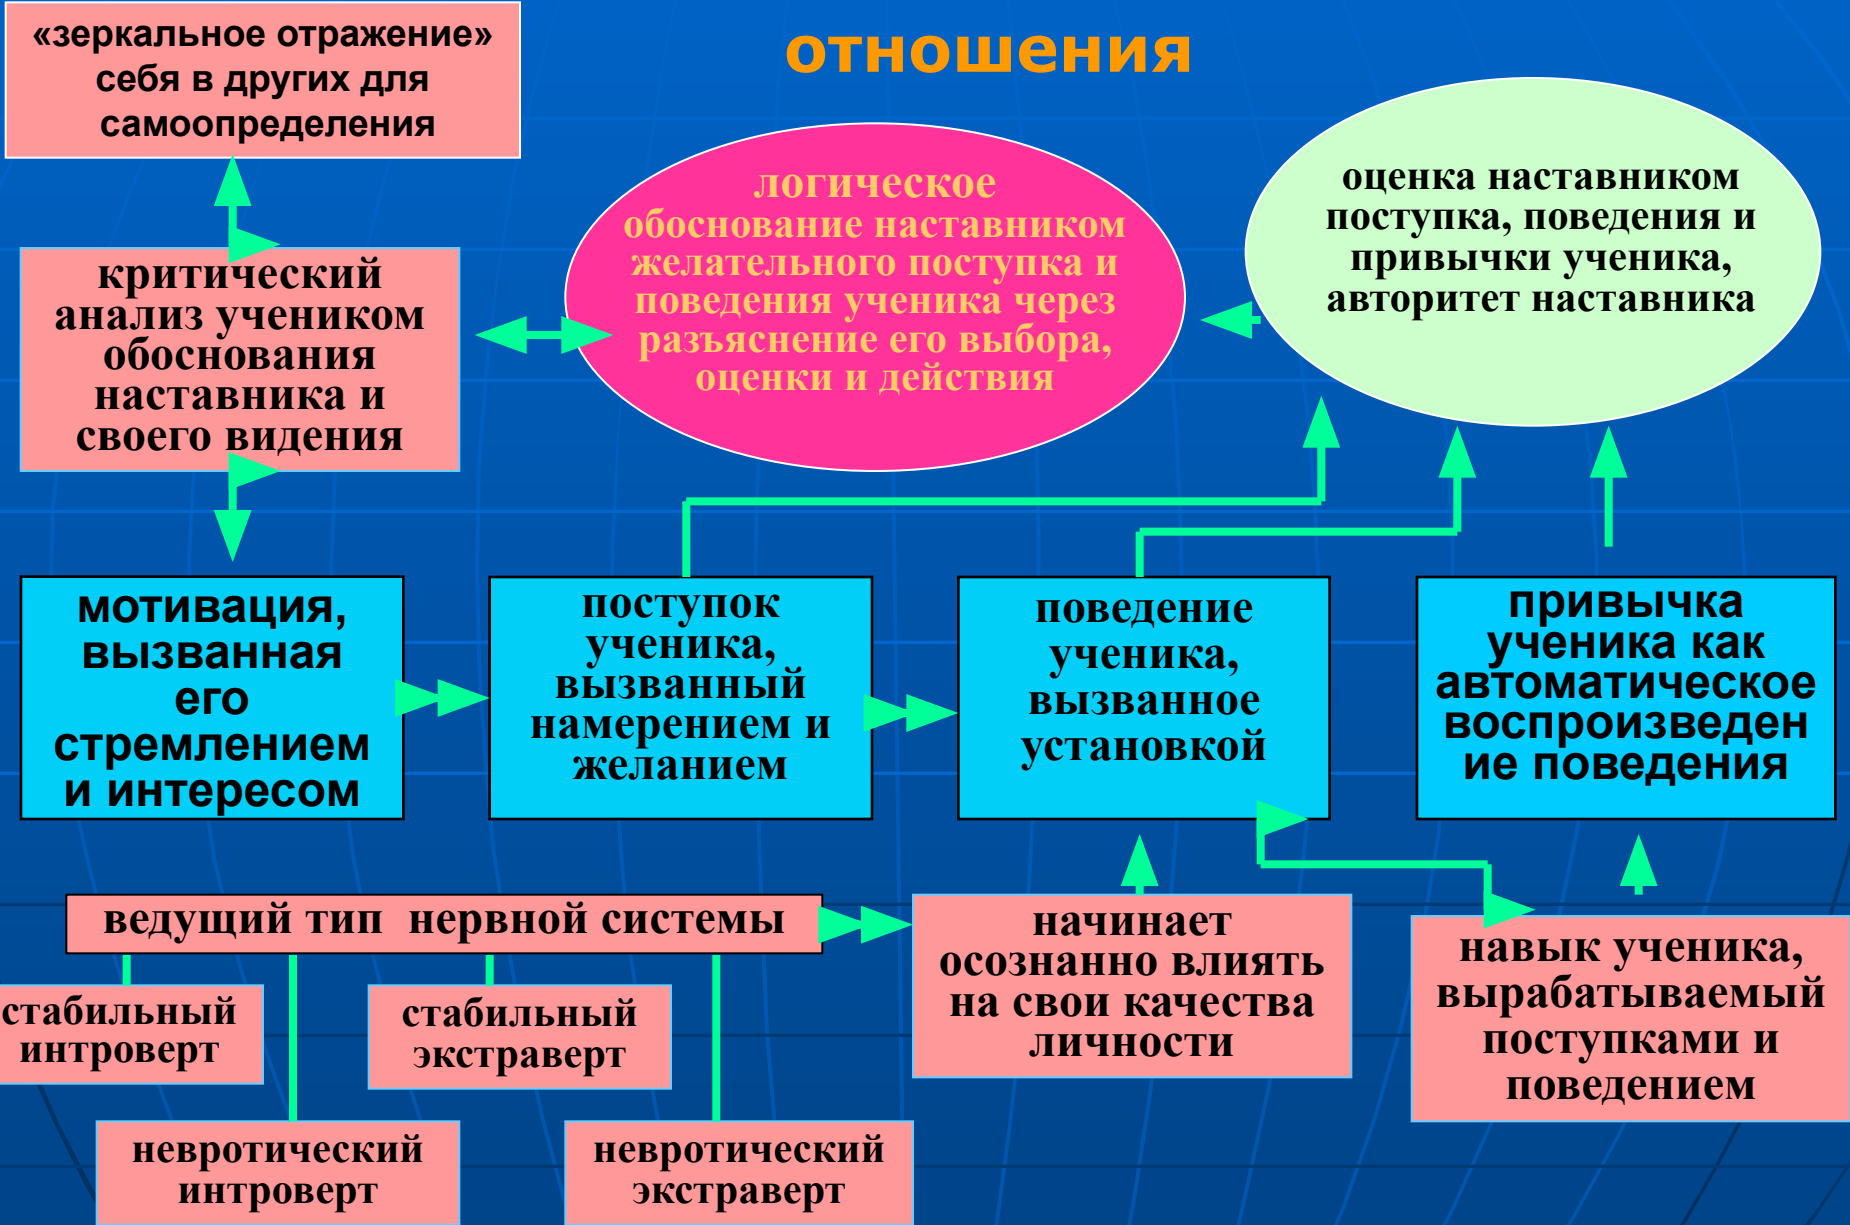 отношения
«зеркальное отражение»
себя в других для
самоопределения
логическое
обоснование наставником
желательного поступка и
поведения ученика через
разъяснение его выбора,
оценки и действия
оценка наставником
поступка, поведения и
привычки ученика,
авторитет наставника
критический
анализ учеником
обоснования
наставника и
своего видения
мотивация,
вызванная
его
стремлением
и интересом
поступок
ученика,
вызванный
намерением и
желанием
поведение
ученика,
вызванное
установкой
привычка
ученика как
автоматическое
воспроизведен
ие поведения
ведущий тип нервной системы
стабильный
интроверт
стабильный
экстраверт
невротический
интроверт
невротический
экстраверт
начинает
осознанно влиять
на свои качества
личности
навык ученика,
вырабатываемый
поступками и
поведением